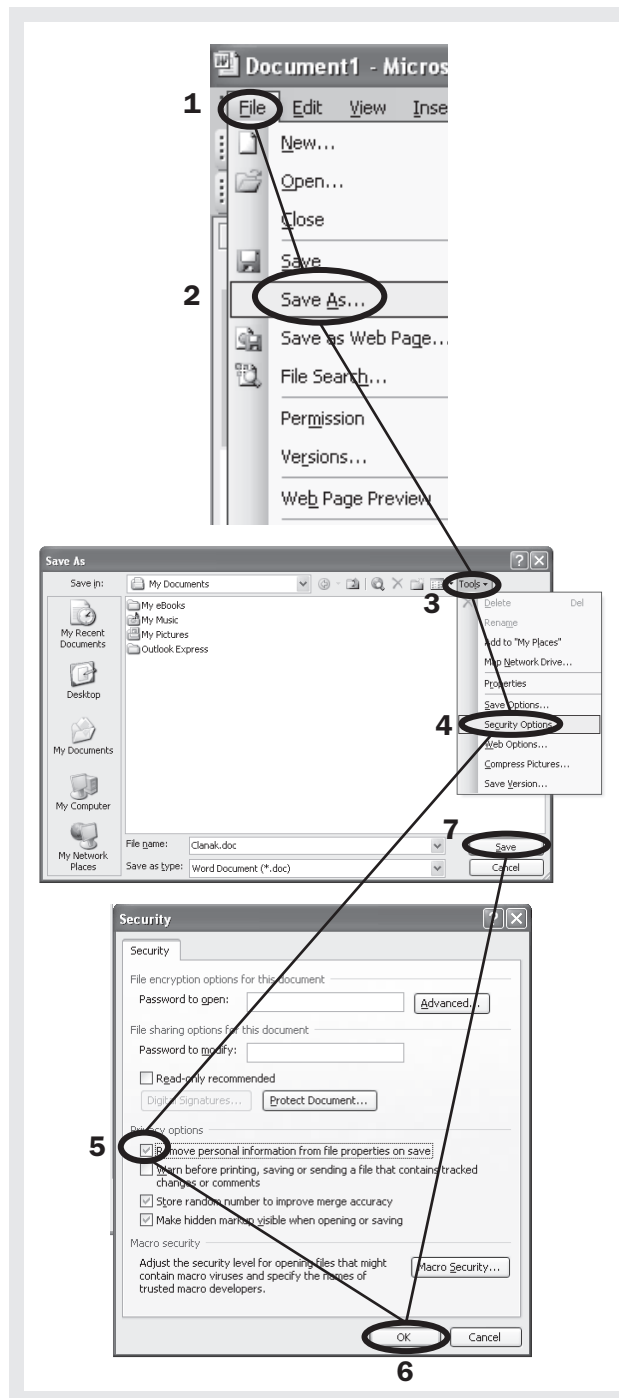 Document1 - Micros
1
File Edit View Inse
New...
Open...
Close
Save
2
Save As...
Save as Web Page...
File Search...
Permission
Versions...
Web Page Preview
Save As
Save in: My Documents
Tools
3
My eBooks
My Music
My Pictures
Outlook Express
My Recent Documents
Desktop
My Documents
My Computer
My Network Places
Delete Del
Rename
Add to "My Places"
Map Network Drive...
Properties
Save Options...
4
Security Options...
Web Options...
Compress Pictures...
Save Version...
7
File name: Clanak.doc
Save
Save as type: Word Document (*.doc)
Cancel
Security
Security
File encryption options for this document
Password to open:
Advanced...
File sharing options for this document
Password to modify:
Read-only recommended
Digital Signatures... Protect Document...
Privacy options
5
Remove personal information from file properties on save
Warn before printing, saving or sending a file that contains tracked
changes or comments
Store random number to improve merge accuracy
Make hidden markup visible when opening or saving
Macro security
Adjust the security level for opening files that might
contain macro viruses and specify the names of
trusted macro developers.
Macro Security...
OK Cancel
6